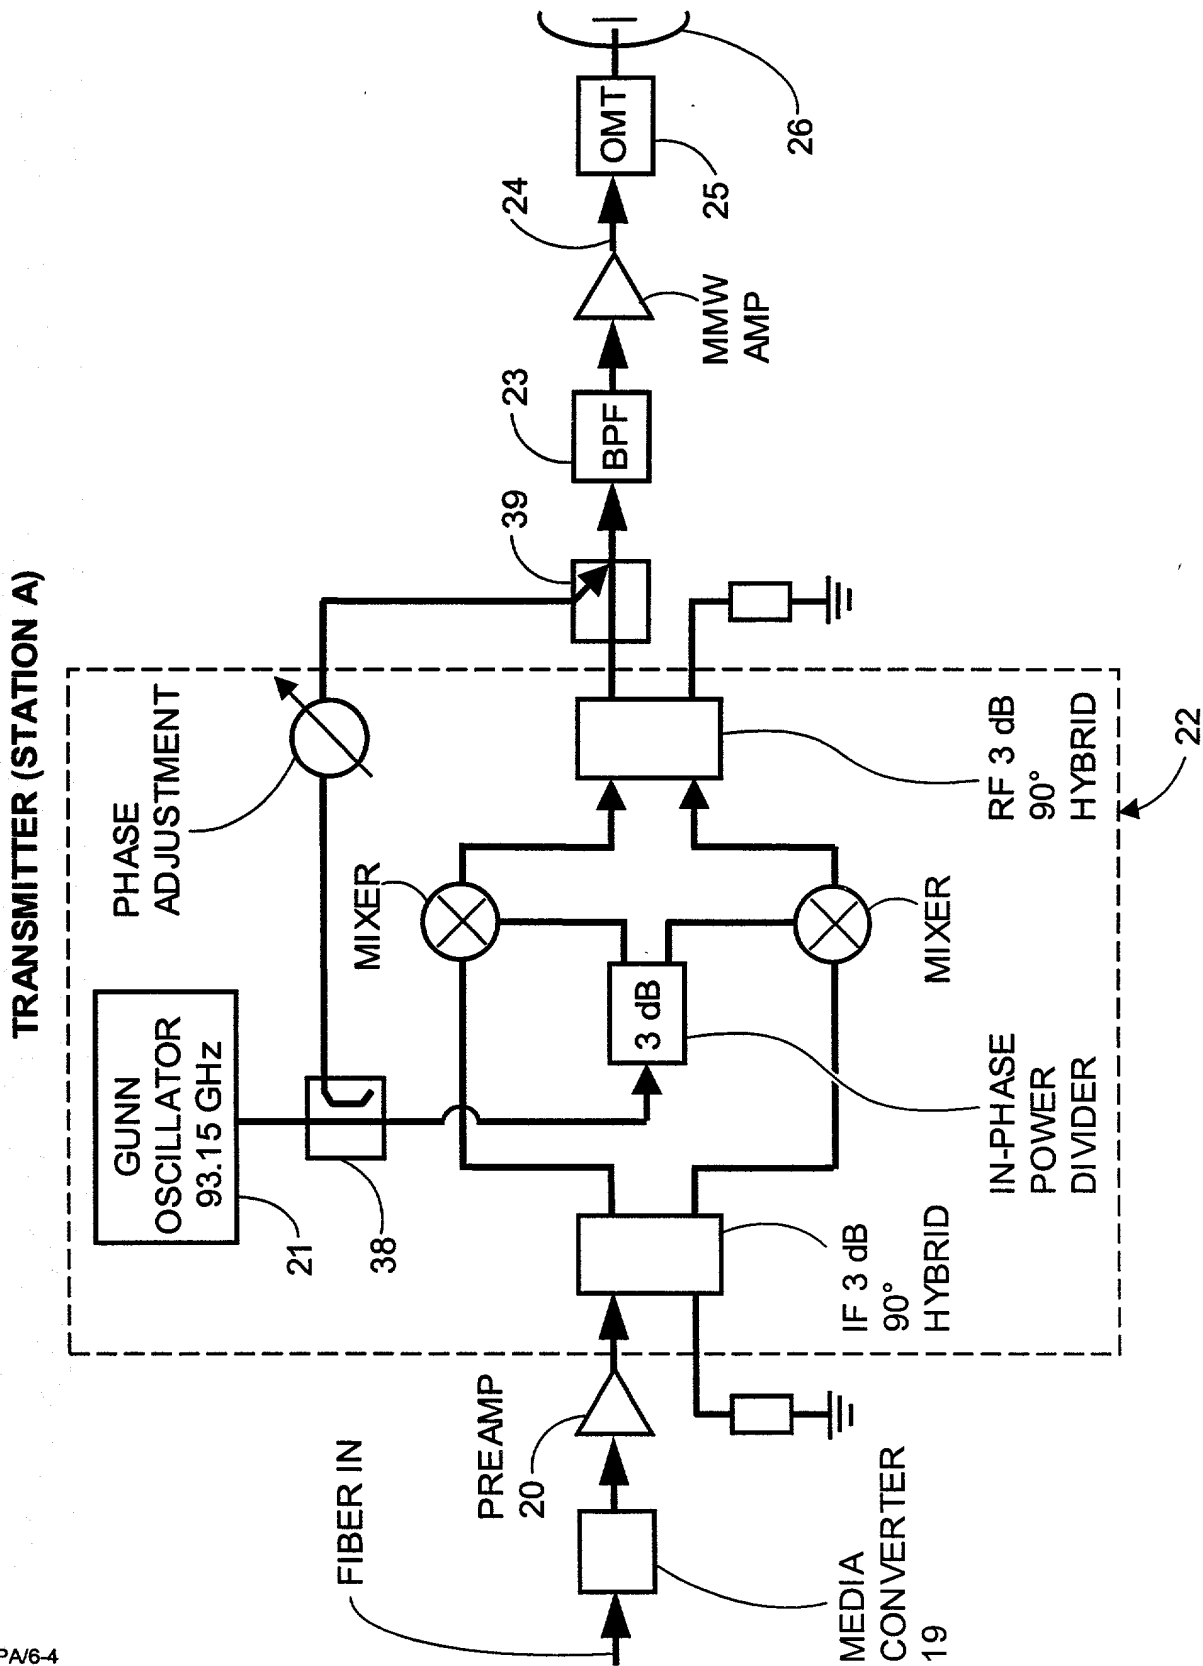 TRANSMITTER (STATION A)
GUNN
OSCILLATOR
93.15 GHz
21
38
PHASE
ADJUSTMENT
MIXER
39
FIBER IN
PREAMP
20
3 dB
23
BPF
24
OMT
MMW
AMP
25
26
MEDIA
CONVERTER
19
IF 3 dB
90°
HYBRID
IN-PHASE
POWER
DIVIDER
MIXER
RF 3 dB
90°
HYBRID
22
PA/6-4